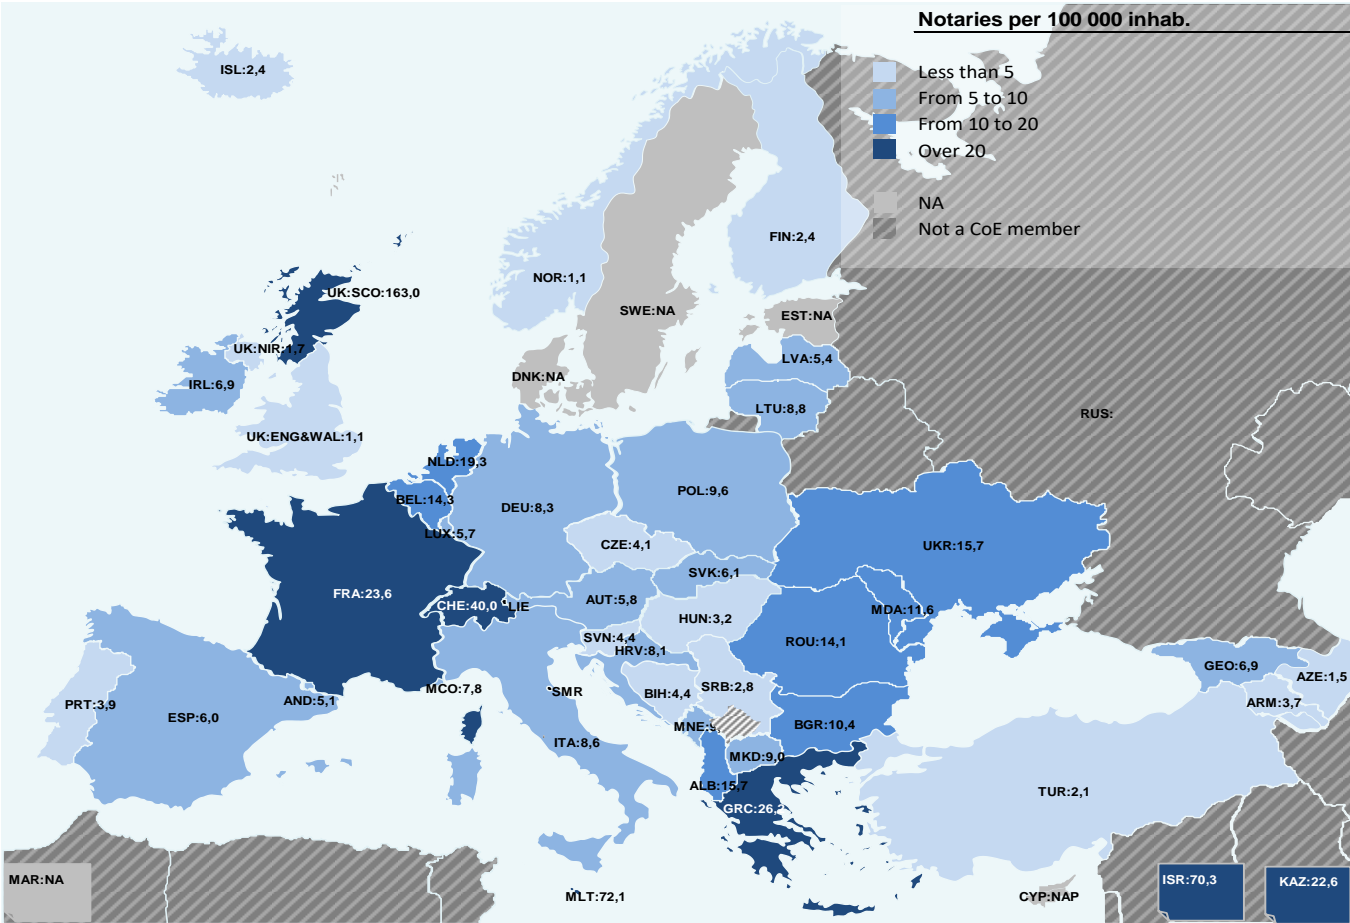 Notaries per 100 000 inhab.
Less than 5
From 5 to 10
From 10 to 20
Over 20
NA
Not a CoE member
ISL:2,4
FIN:2,4
NOR:1,1
UK:SCO:163,0
SWE:NA
EST:NA
UK:NIR:1,7
LVA:5,4
DNK:NA
IRL:6,9
LTU:8,8
RUS:
UK:ENG&WAL:1,1
NLD:19,3
POL:9,6
BEL:14,3
DEU:8,3
LUX:5,7
CZE:4,1
UKR:15,7
SVK:6,1
FRA:23,6
CHE:40,0
LIE
AUT:5,8
MDA:11,6
HUN:3,2
SVN:4,4
ROU:14,1
HRV:8,1
GEO:6,9
AZE:1,5
MCO:7,8
SMR
SRB:2,8
BIH:4,4
AND:5,1
ARM:3,7
PRT:3,9
ESP:6,0
MNE:9,
BGR:10,4
ITA:8,6
MKD:9,0
ALB:15,7
TUR:2,1
GRC:26,2
MAR:NA
ISR:70,3
KAZ:22,6
MLT:72,1
CYP:NAP